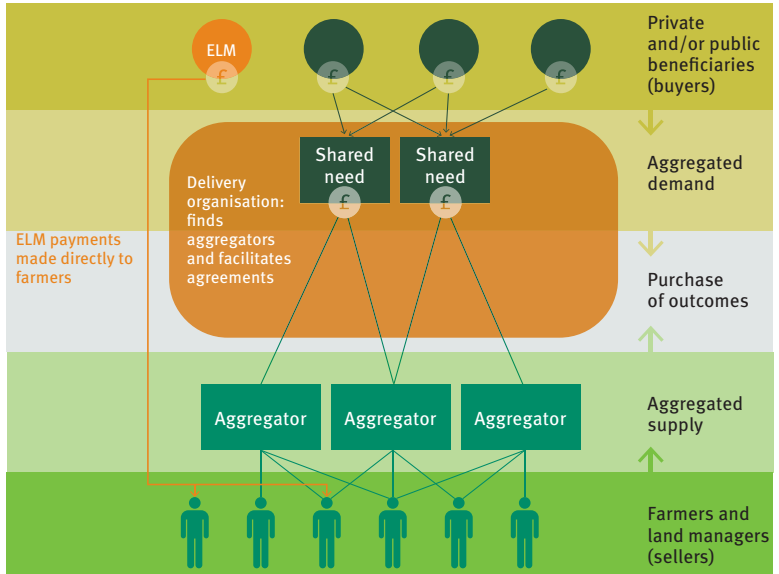 ELM
£
£
£
£
Private
and/or public
beneficiaries
(buyers)
Shared
need
£
Shared
need
£
Aggregated
demand
Delivery
organisation:
finds
aggregators
and facilitates
agreements
ELM payments
made directly to
farmers
Purchase
of outcomes
Aggregator
Aggregator
Aggregator
Aggregated
supply
Farmers and
land managers
(sellers)